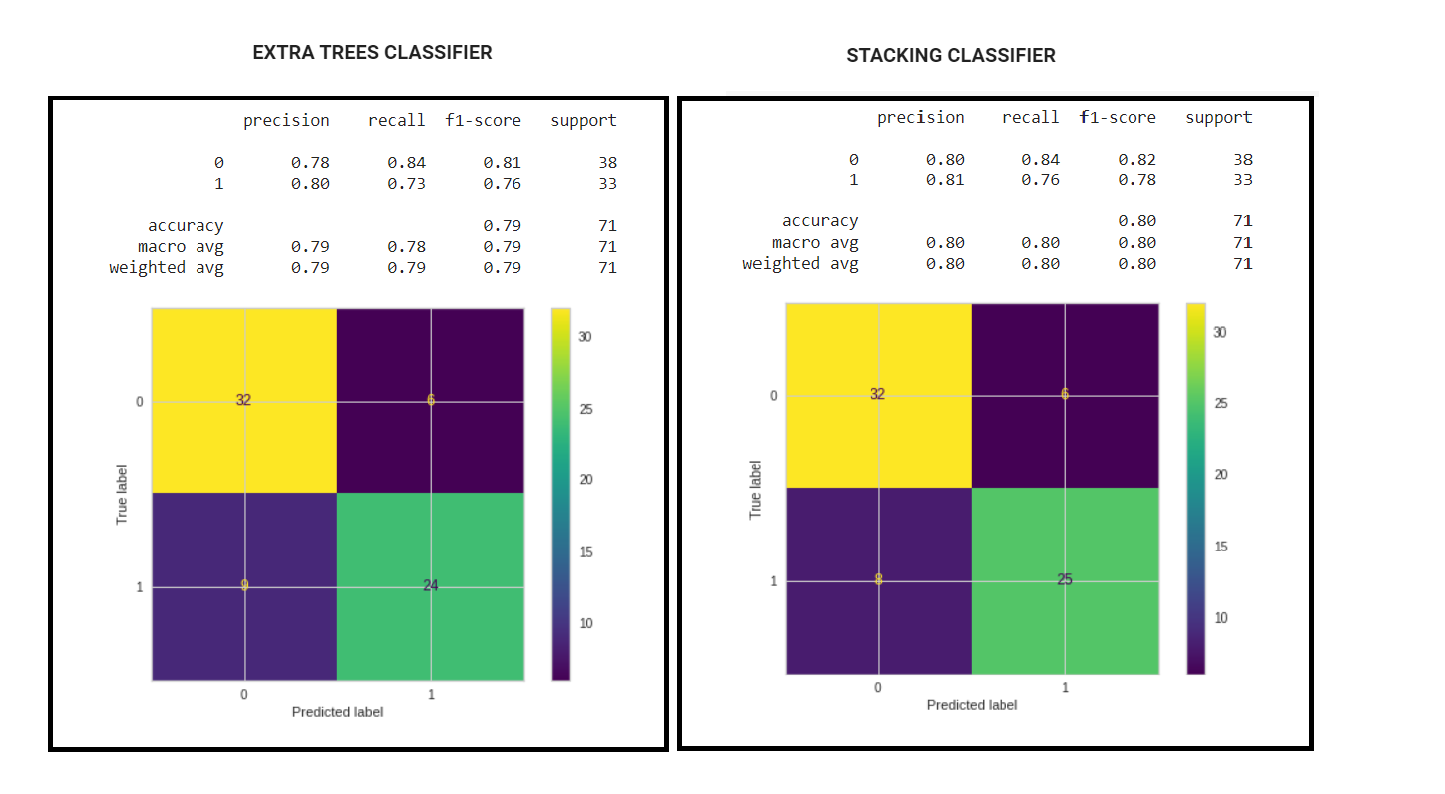 EXTRA TREES CLASSIFIER
precision recall f1-score support
0 0.78 0.84 0.81 38
1 0.80 0.73 0.76 33
accuracy 0.79 71
macro avg 0.79 0.78 0.79 71
weighted avg 0.79 0.79 0.79 71
32 6
9 24
0
1
True label
0 1
Predicted label
30
25
20
15
10
STACKING CLASSIFIER
precision recall f1-score support
0 0.80 0.84 0.82 38
1 0.81 0.76 0.78 33
accuracy 0.80 71
macro avg 0.80 0.80 0.80 71
weighted avg 0.80 0.80 0.80 71
32 6
8 25
0
1
True label
0 1
Predicted label
30
25
20
15
10